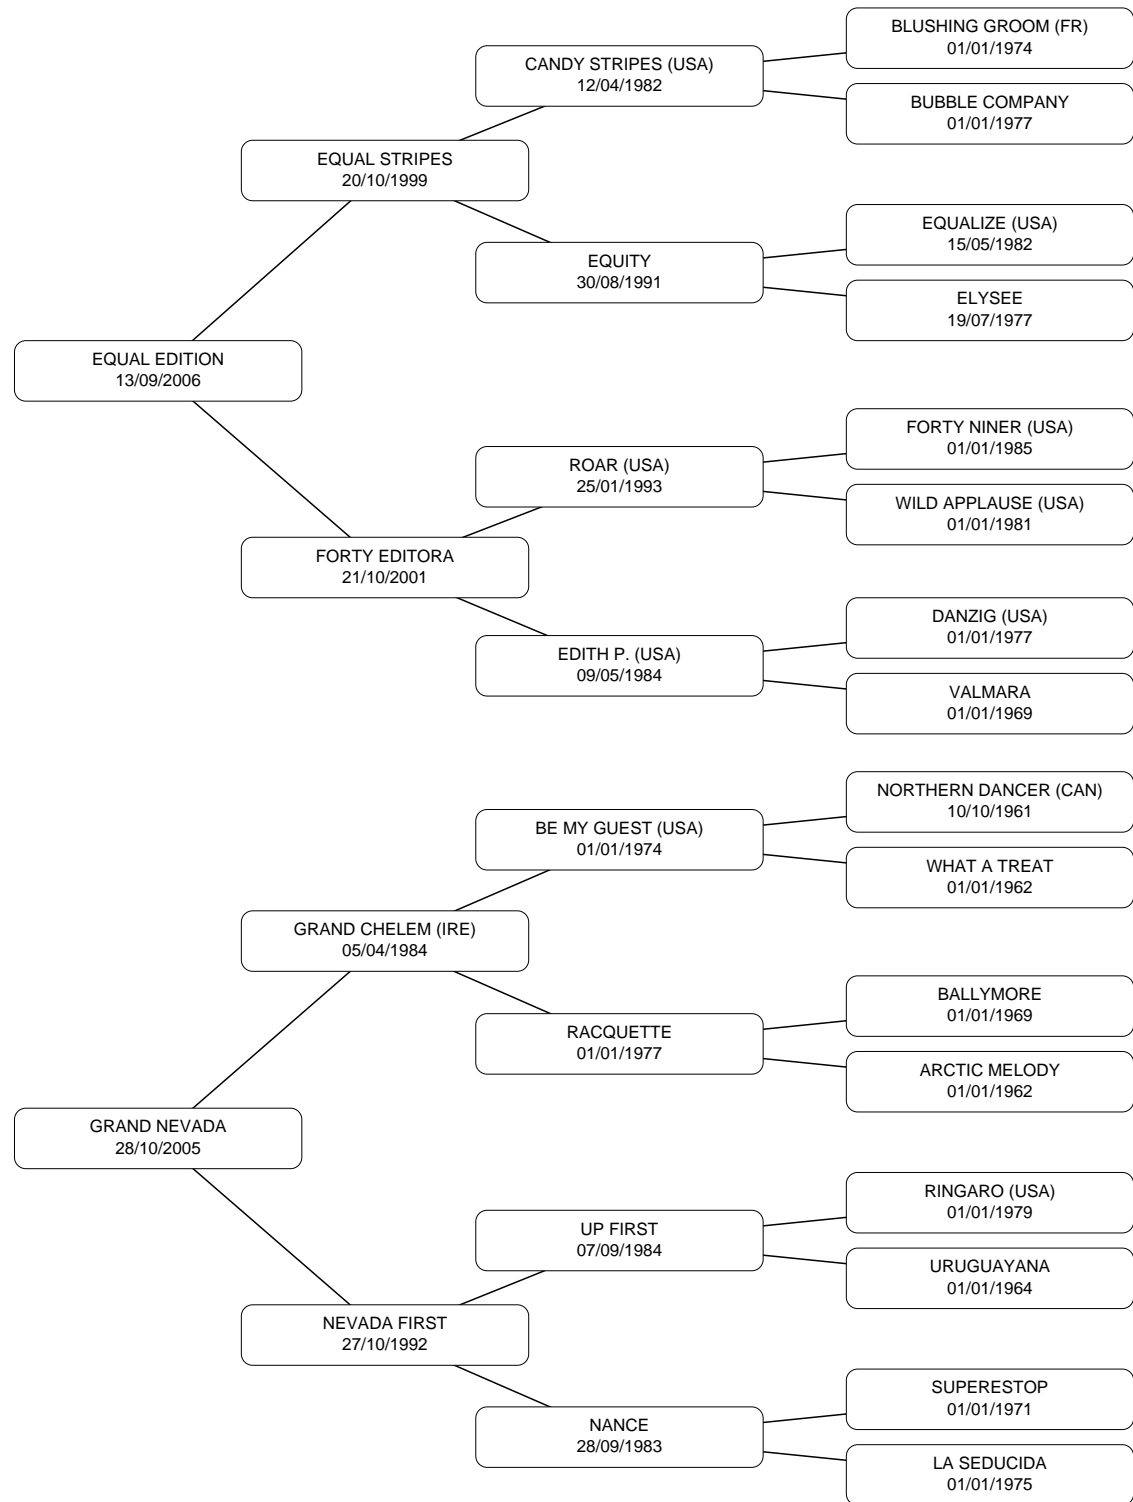 BLUSHING GROOM (FR)
01/01/1974
CANDY STRIPES (USA)
12/04/1982
BUBBLE COMPANY
01/01/1977
EQUAL STRIPES
20/10/1999
EQUALIZE (USA)
15/05/1982
EQUITY
30/08/1991
ELYSEE
19/07/1977
EQUAL EDITION
13/09/2006
FORTY NINER (USA)
01/01/1985
ROAR (USA)
25/01/1993
WILD APPLAUSE (USA)
01/01/1981
FORTY EDITORA
21/10/2001
DANZIG (USA)
01/01/1977
EDITH P. (USA)
09/05/1984
VALMARA
01/01/1969
NORTHERN DANCER (CAN)
10/10/1961
BE MY GUEST (USA)
01/01/1974
WHAT A TREAT
01/01/1962
GRAND CHELEM (IRE)
05/04/1984
BALLYMORE
01/01/1969
RACQUETTE
01/01/1977
ARCTIC MELODY
01/01/1962
GRAND NEVADA
28/10/2005
RINGARO (USA)
01/01/1979
UP FIRST
07/09/1984
URUGUAYANA
01/01/1964
NEVADA FIRST
27/10/1992
SUPERESTOP
01/01/1971
NANCE
28/09/1983
LA SEDUCIDA
01/01/1975